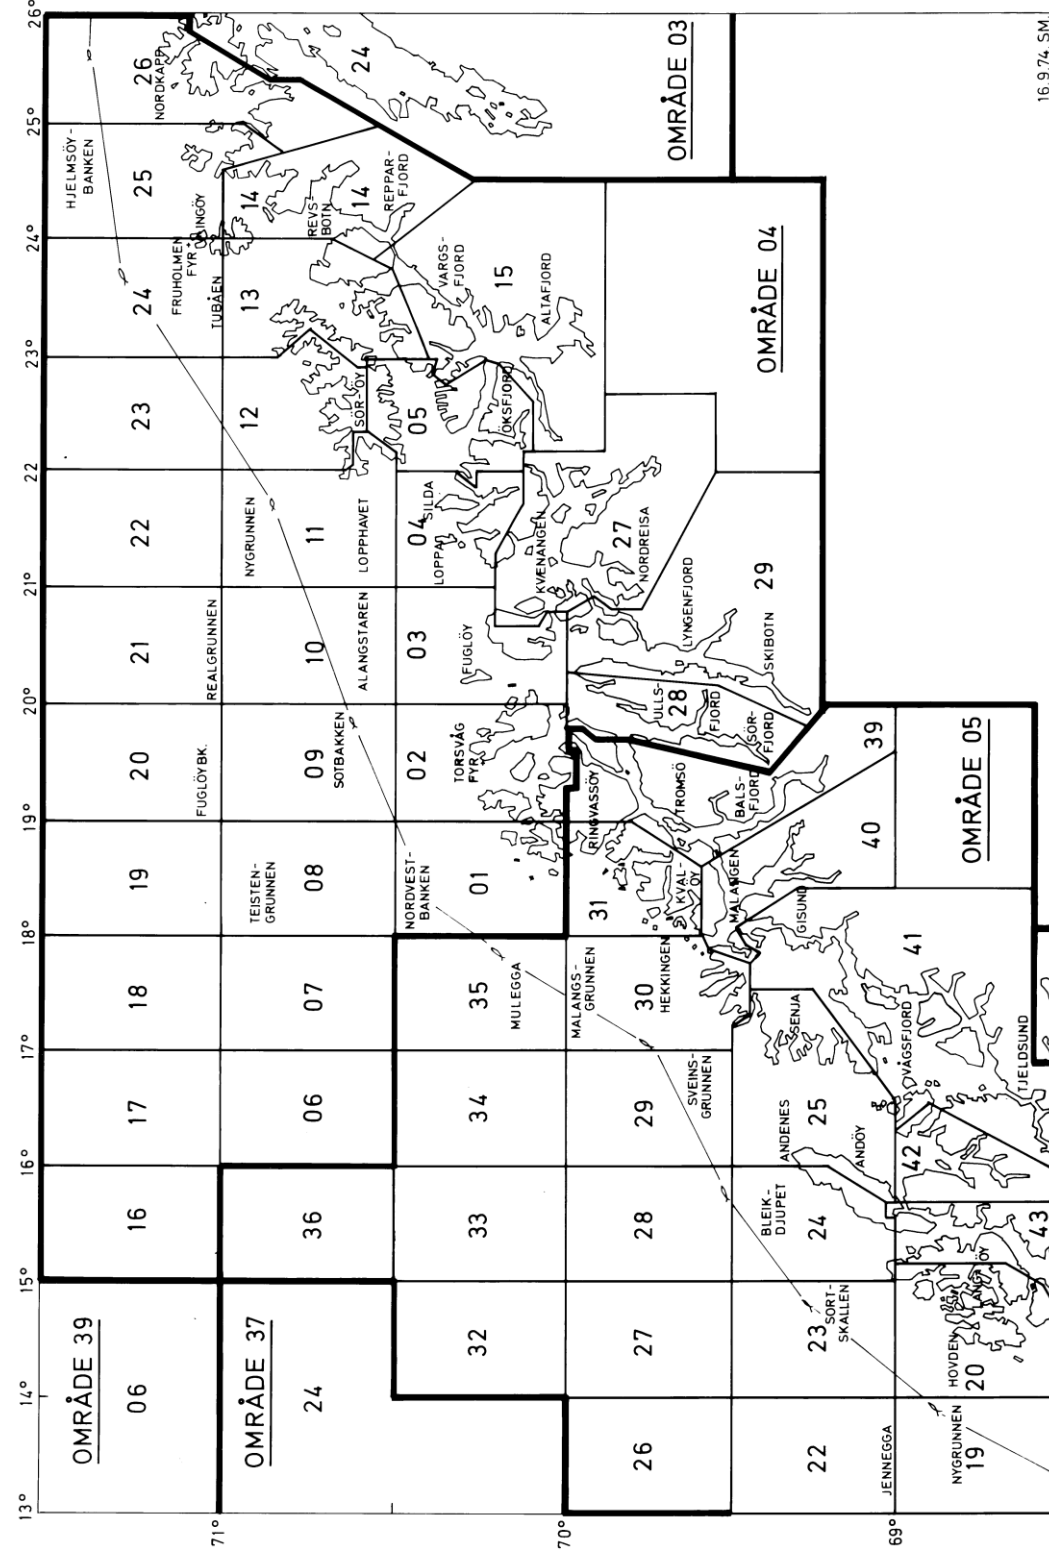 13° 14° 15° 16° 17° 18° 19° 20° 21° 22° 23° 24° 25° 26°
OMRÅDE 39
HJELMSÖY-
BANKEN
06 16 17 18 19 20 21 22 23 24 25 26
NORDKAPP
FRUHOLMEN
FYR
INGÖY
FUGLÖY BK.
REALGRUNNEN
TUBÅEN
71°
OMRÅDE 37
TEISTEN-
GRUNNEN
NYGRUNNEN
12 13 14
24 36 06 07 08 09 10 11
REVS-
BOTN
14
24
SOTBAKKEN
ALANGSTAREN
LOPPHAVET
SÖR-ÖY
REPPAR-
FJORD
NORDVEST-
BANKEN
02 03 04 05
LOPPA
SILDA
VARGS-
FJORD
32 33 34 35 01
TORSVÅG
FYR
FUGLÖY
15
ÖKSFJORD
MULEGGA
KVÆNANGEN
ALTAFJORD
70°
MALANGS-
GRUNNEN
RINGVASSÖY
31
26 27 28 29 30
27
NORDREISA
HEKKINGEN
KVAL-
ÖY
TROMSÖ
ULLS-
28
FJORD
LYNGENFJORD
OMRÅDE 03
SVEINS-
GRUNNEN
MALANGEN
BALS-
FJORD
SÖR-
FJORD
29
SKIBOTN
OMRÅDE 04
BLEIK-
DJUPET
ANDENES
SENJA
GISUND
22 23 24 25
SORT-
SKALLEN
ANDÖY
40 39
JENNEGGA
69°
VÅGSFJORD
42 41
NYGRUNNEN
HOVDEN
19 20
LANGÖY
OMRÅDE 05
TJELDSUND
43
16.9.74. SM.